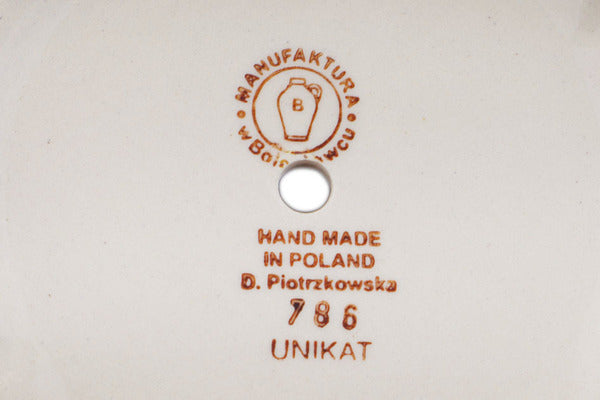 MANUFAKTURA
B
w
HAND MADE
IN POLAND
D. Piotrzkowska
786
UNIKAT